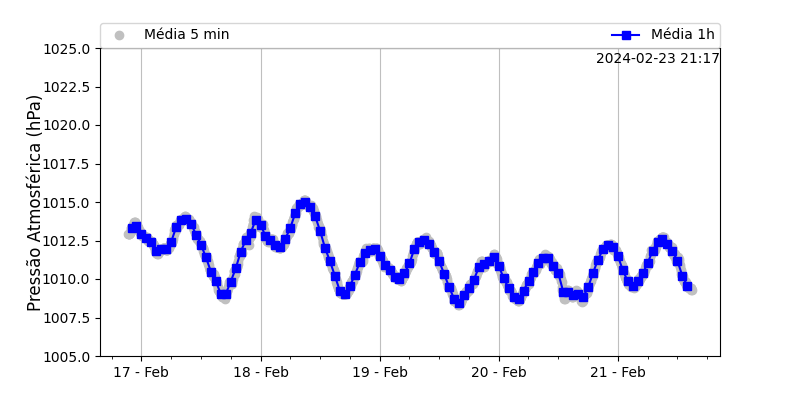 Média 5 min
Média 1h
2024-02-23 21:17
Pressão Atmosférica (hPa)
1025.0
1022.5
1020.0
1017.5
1015.0
1012.5
1010.0
1007.5
1005.0
17 - Feb
18 - Feb
19 - Feb
20 - Feb
21 - Feb